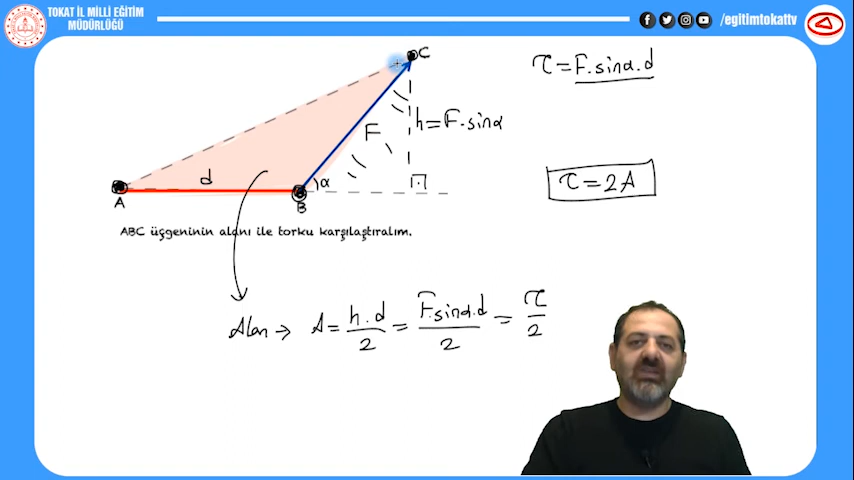 TOKAT İL MİLLİ EĞİTİM
MÜDÜRLÜĞÜ
/egitimtokattv
C
τ = F.sinα.d
h = F.sinα
F
d
α
A
B
τ = 2A
ABC üşgeninin alanı ile torku karşılaştıralım.
Alan → A = h.d/2 = F.sinα.d/2 = τ/2